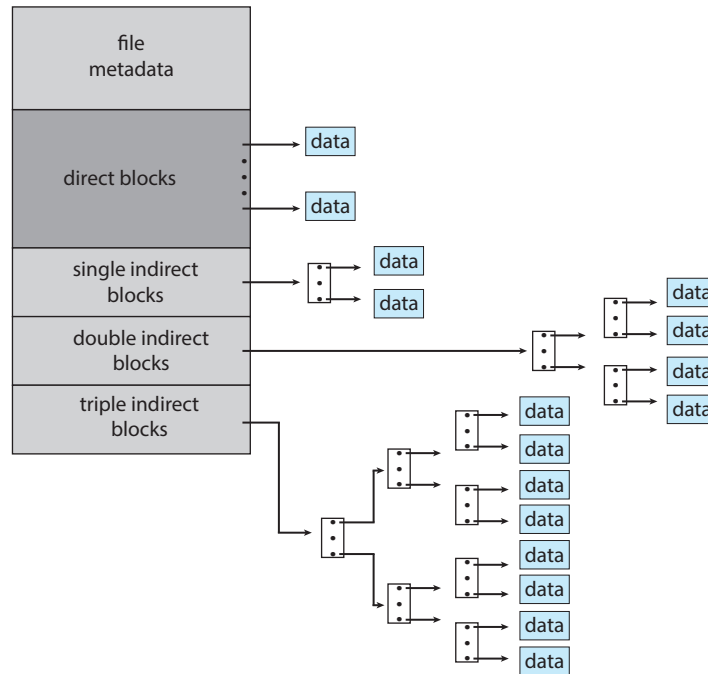 file
metadata
direct blocks
data
data
single indirect
blocks
data
data
double indirect
blocks
data
data
data
data
triple indirect
blocks
data
data
data
data
data
data
data
data